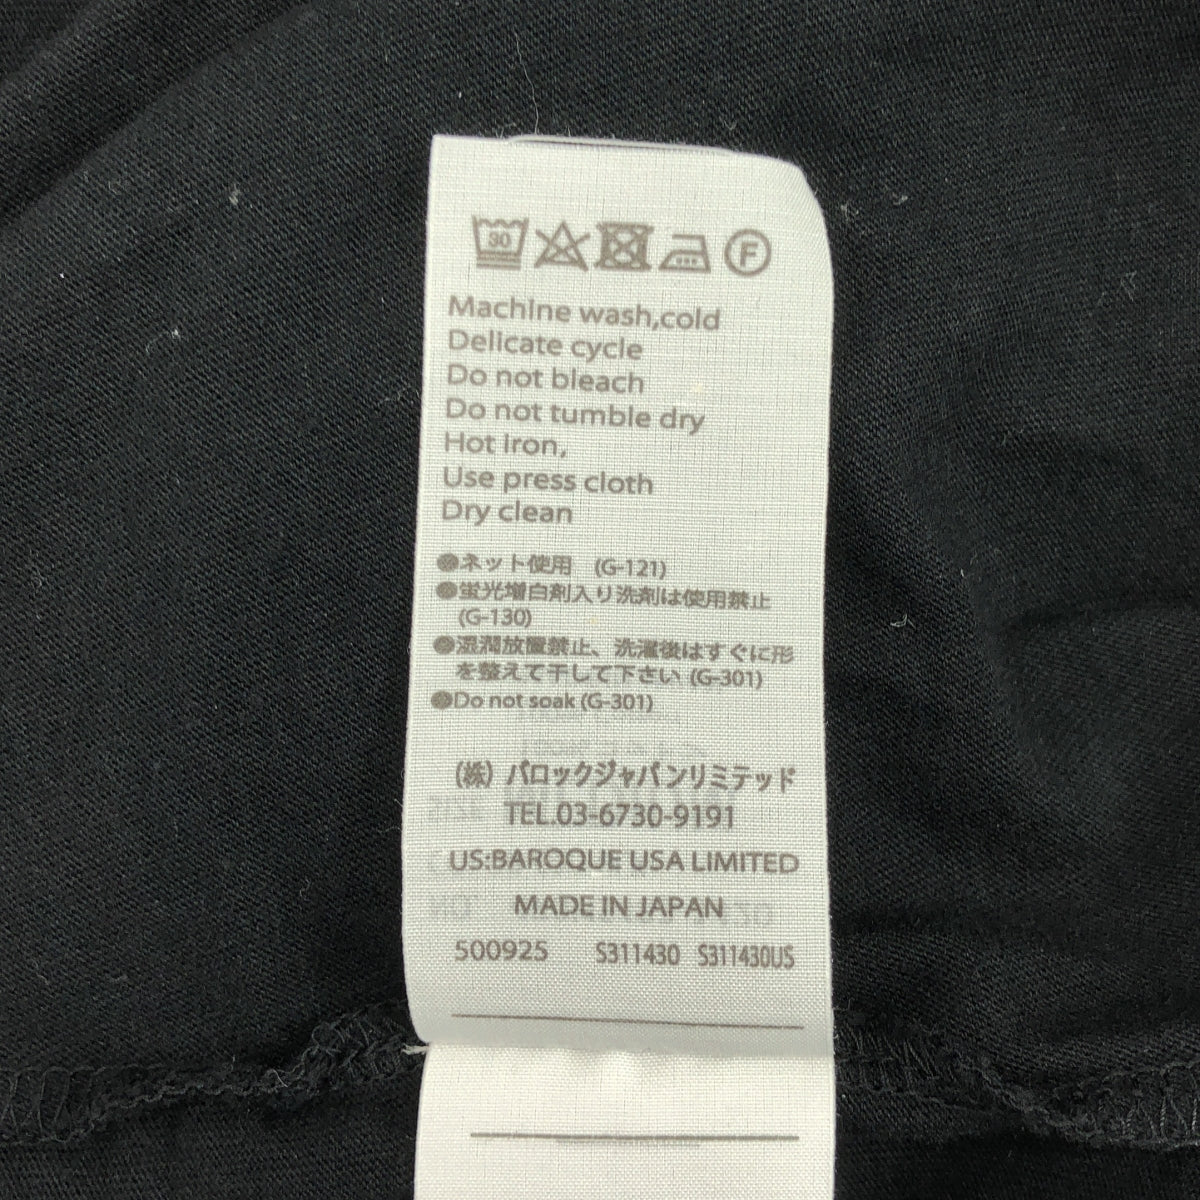 30
F
Machine wash,cold
Delicate cycle
Do not bleach
Do not tumble dry
Hot iron,
Use press cloth
Dry clean
●ネット使用 (G-121)
●蛍光増白剤入り洗剤は使用禁止
(G-130)
●湿潤放置禁止、洗濯後はすぐに形
を整えて干して下さい (G-301)
●Do not soak (G-301)
(株) バロックジャパンリミテッド
TEL.03-6730-9191
US:BAROQUE USA LIMITED
MADE IN JAPAN
500925 S311430 S311430US